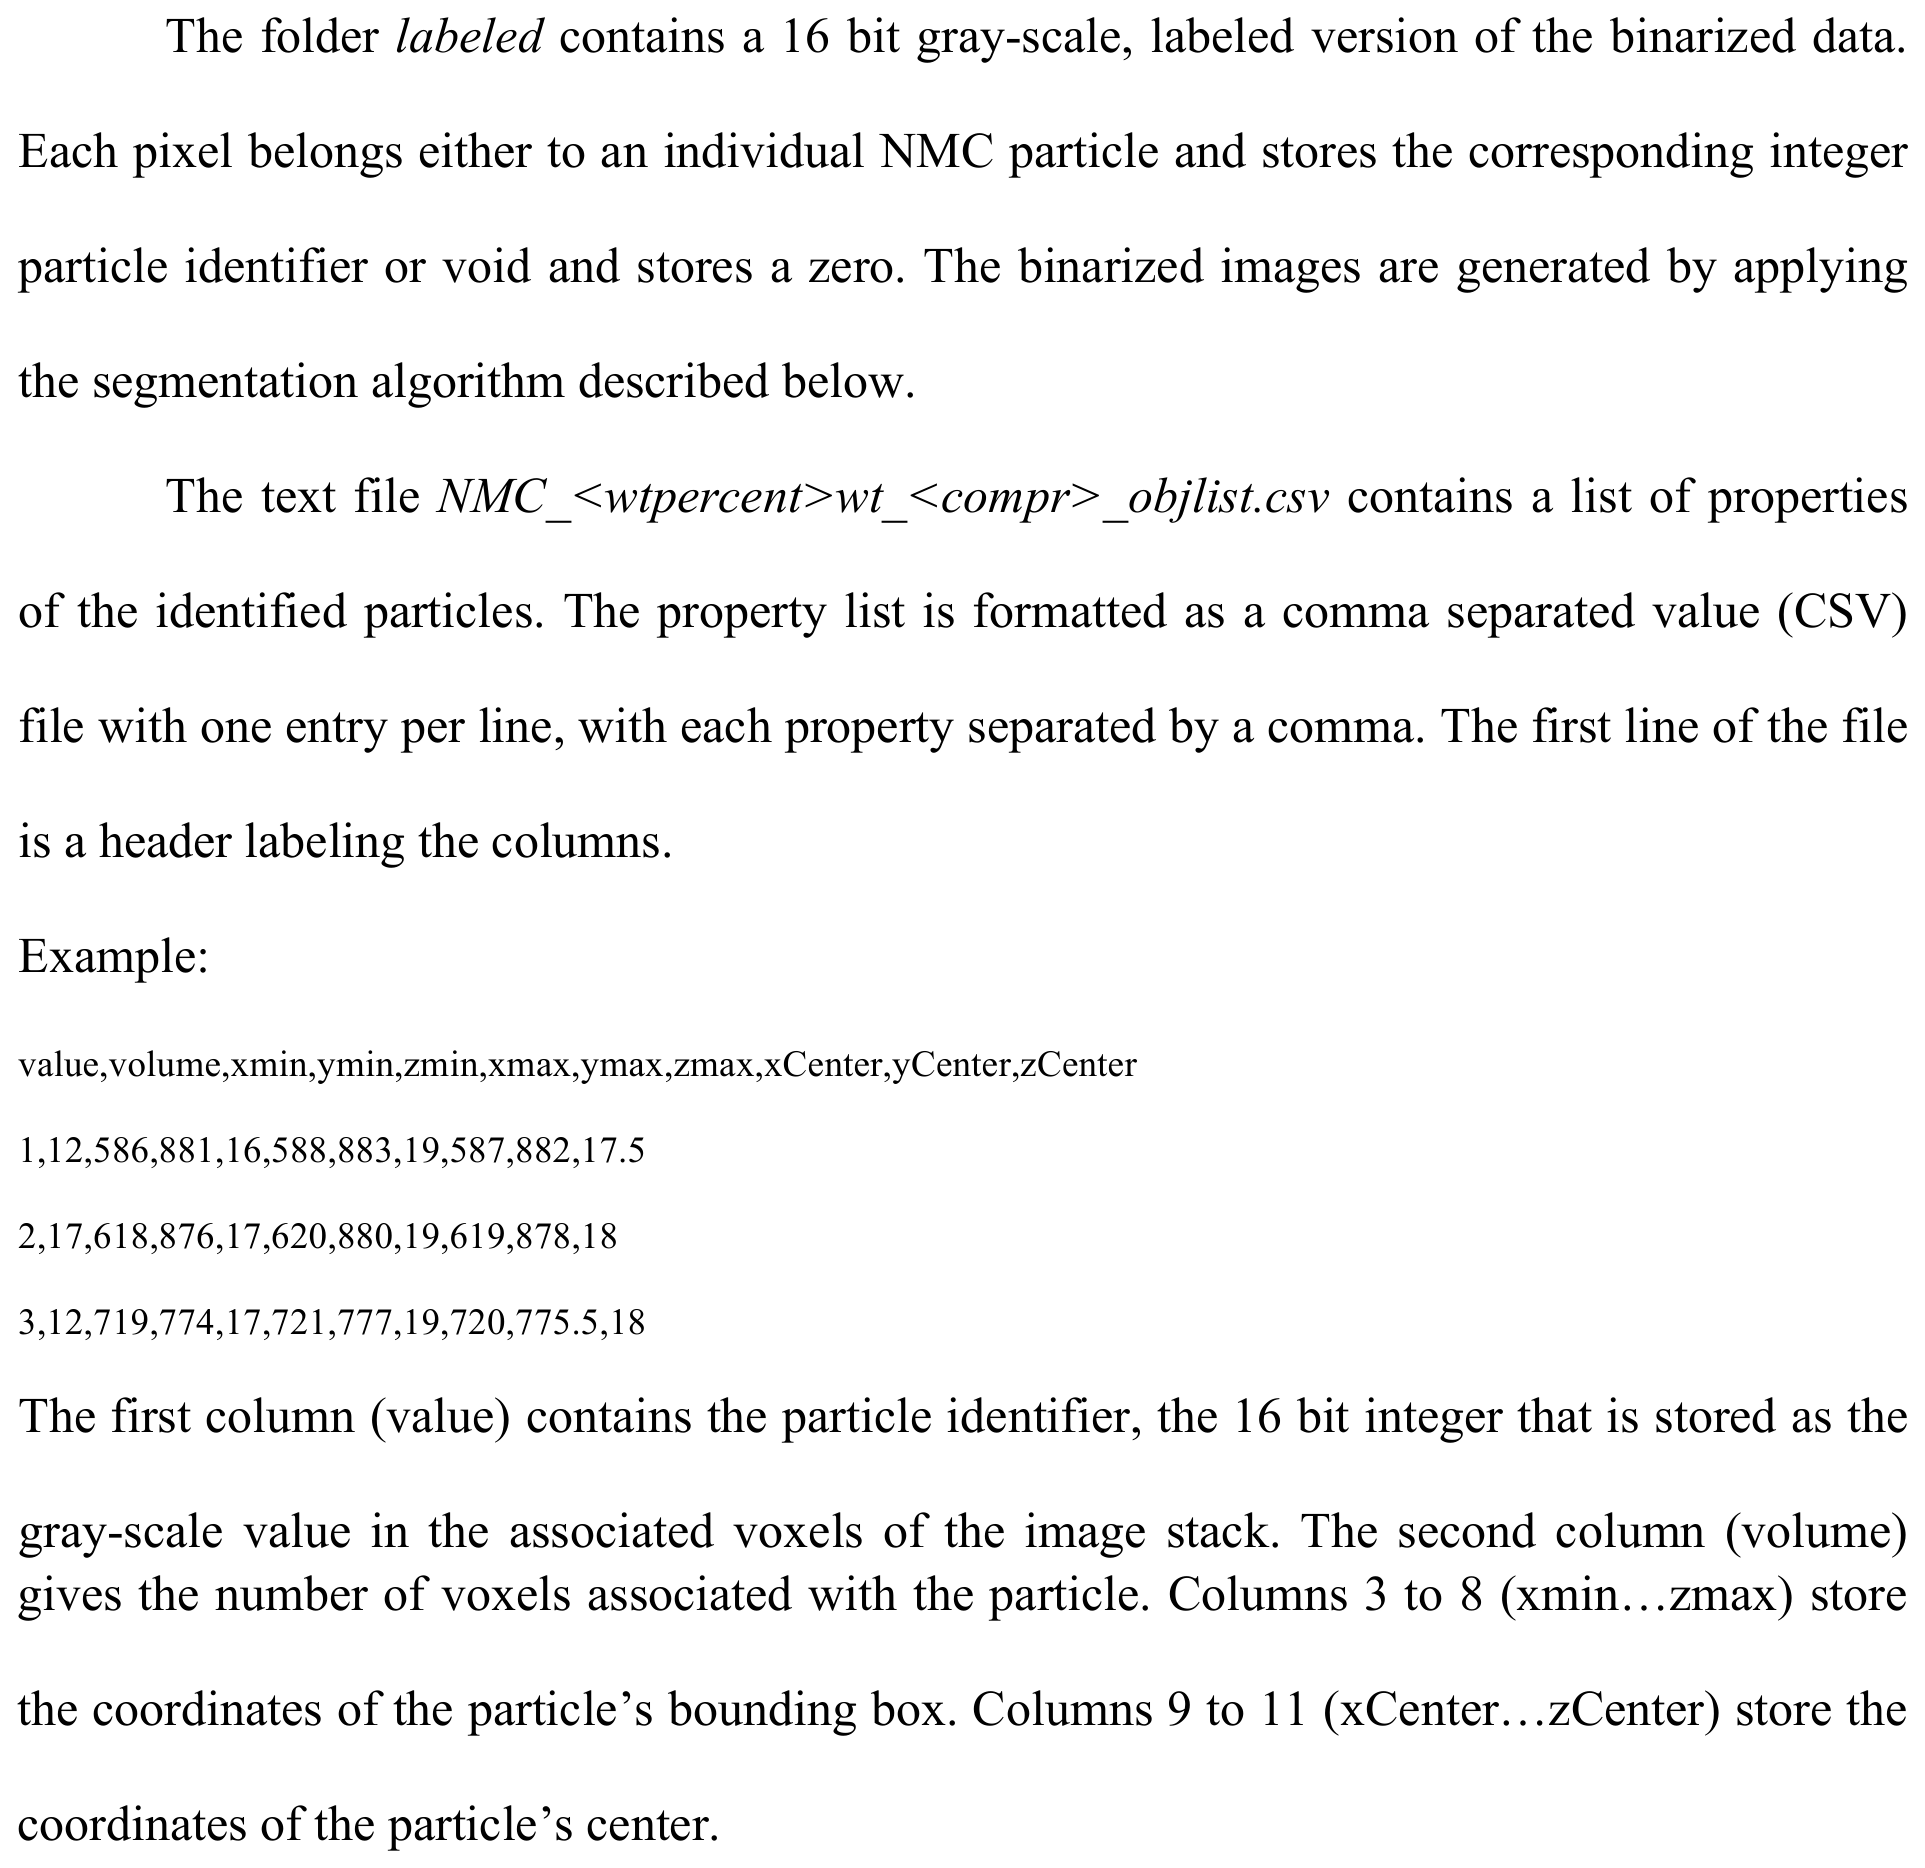 The folder labeled contains a 16 bit gray-scale, labeled version of the binarized data.
Each pixel belongs either to an individual NMC particle and stores the corresponding integer
particle identifier or void and stores a zero. The binarized images are generated by applying
the segmentation algorithm described below.
The text file NMC_<wtpercent>wt_<compr>_objlist.csv contains a list of properties
of the identified particles. The property list is formatted as a comma separated value (CSV)
file with one entry per line, with each property separated by a comma. The first line of the file
is a header labeling the columns.
Example:
value,volume,xmin,ymin,zmin,xmax,ymax,zmax,xCenter,yCenter,zCenter
1,12,586,881,16,588,883,19,587,882,17.5
2,17,618,876,17,620,880,19,619,878,18
3,12,719,774,17,721,777,19,720,775.5,18
The first column (value) contains the particle identifier, the 16 bit integer that is stored as the
gray-scale value in the associated voxels of the image stack. The second column (volume)
gives the number of voxels associated with the particle. Columns 3 to 8 (xmin…zmax) store
the coordinates of the particle’s bounding box. Columns 9 to 11 (xCenter…zCenter) store the
coordinates of the particle’s center.